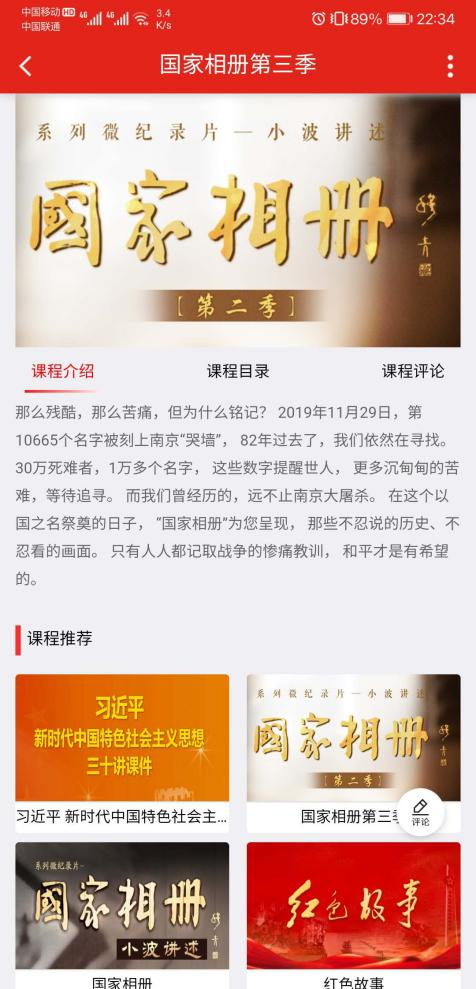 中国移动 HD 4G 4G 3.4 K/s 89% 22:34
中国联通
国家相册第三季
系列微纪录片—小波讲述
國家相册
穆青
【第二季】
课程介绍 课程目录 课程评论
那么残酷，那么苦痛，但为什么铭记？ 2019年11月29日，第
10665个名字被刻上南京“哭墙”， 82年过去了，我们依然在寻找。
30万死难者，1万多个名字， 这些数字提醒世人， 更多沉甸甸的苦
难，等待追寻。 而我们曾经历的，远不止南京大屠杀。 在这个以
国之名祭奠的日子， “国家相册”为您呈现， 那些不忍说的历史、不
忍看的画面。 只有人人都记取战争的惨痛教训， 和平才是有希望
的。
课程推荐
习近平
新时代中国特色社会主义思想
三十讲课件
习近平 新时代中国特色社会主...
系列微纪录片—小波讲述
國家相册
穆青
【第二季】
国家相册第三季
评论
系列微纪录片-
國家相册
穆青
小波讲述
国家相册
红色故事
红色故事